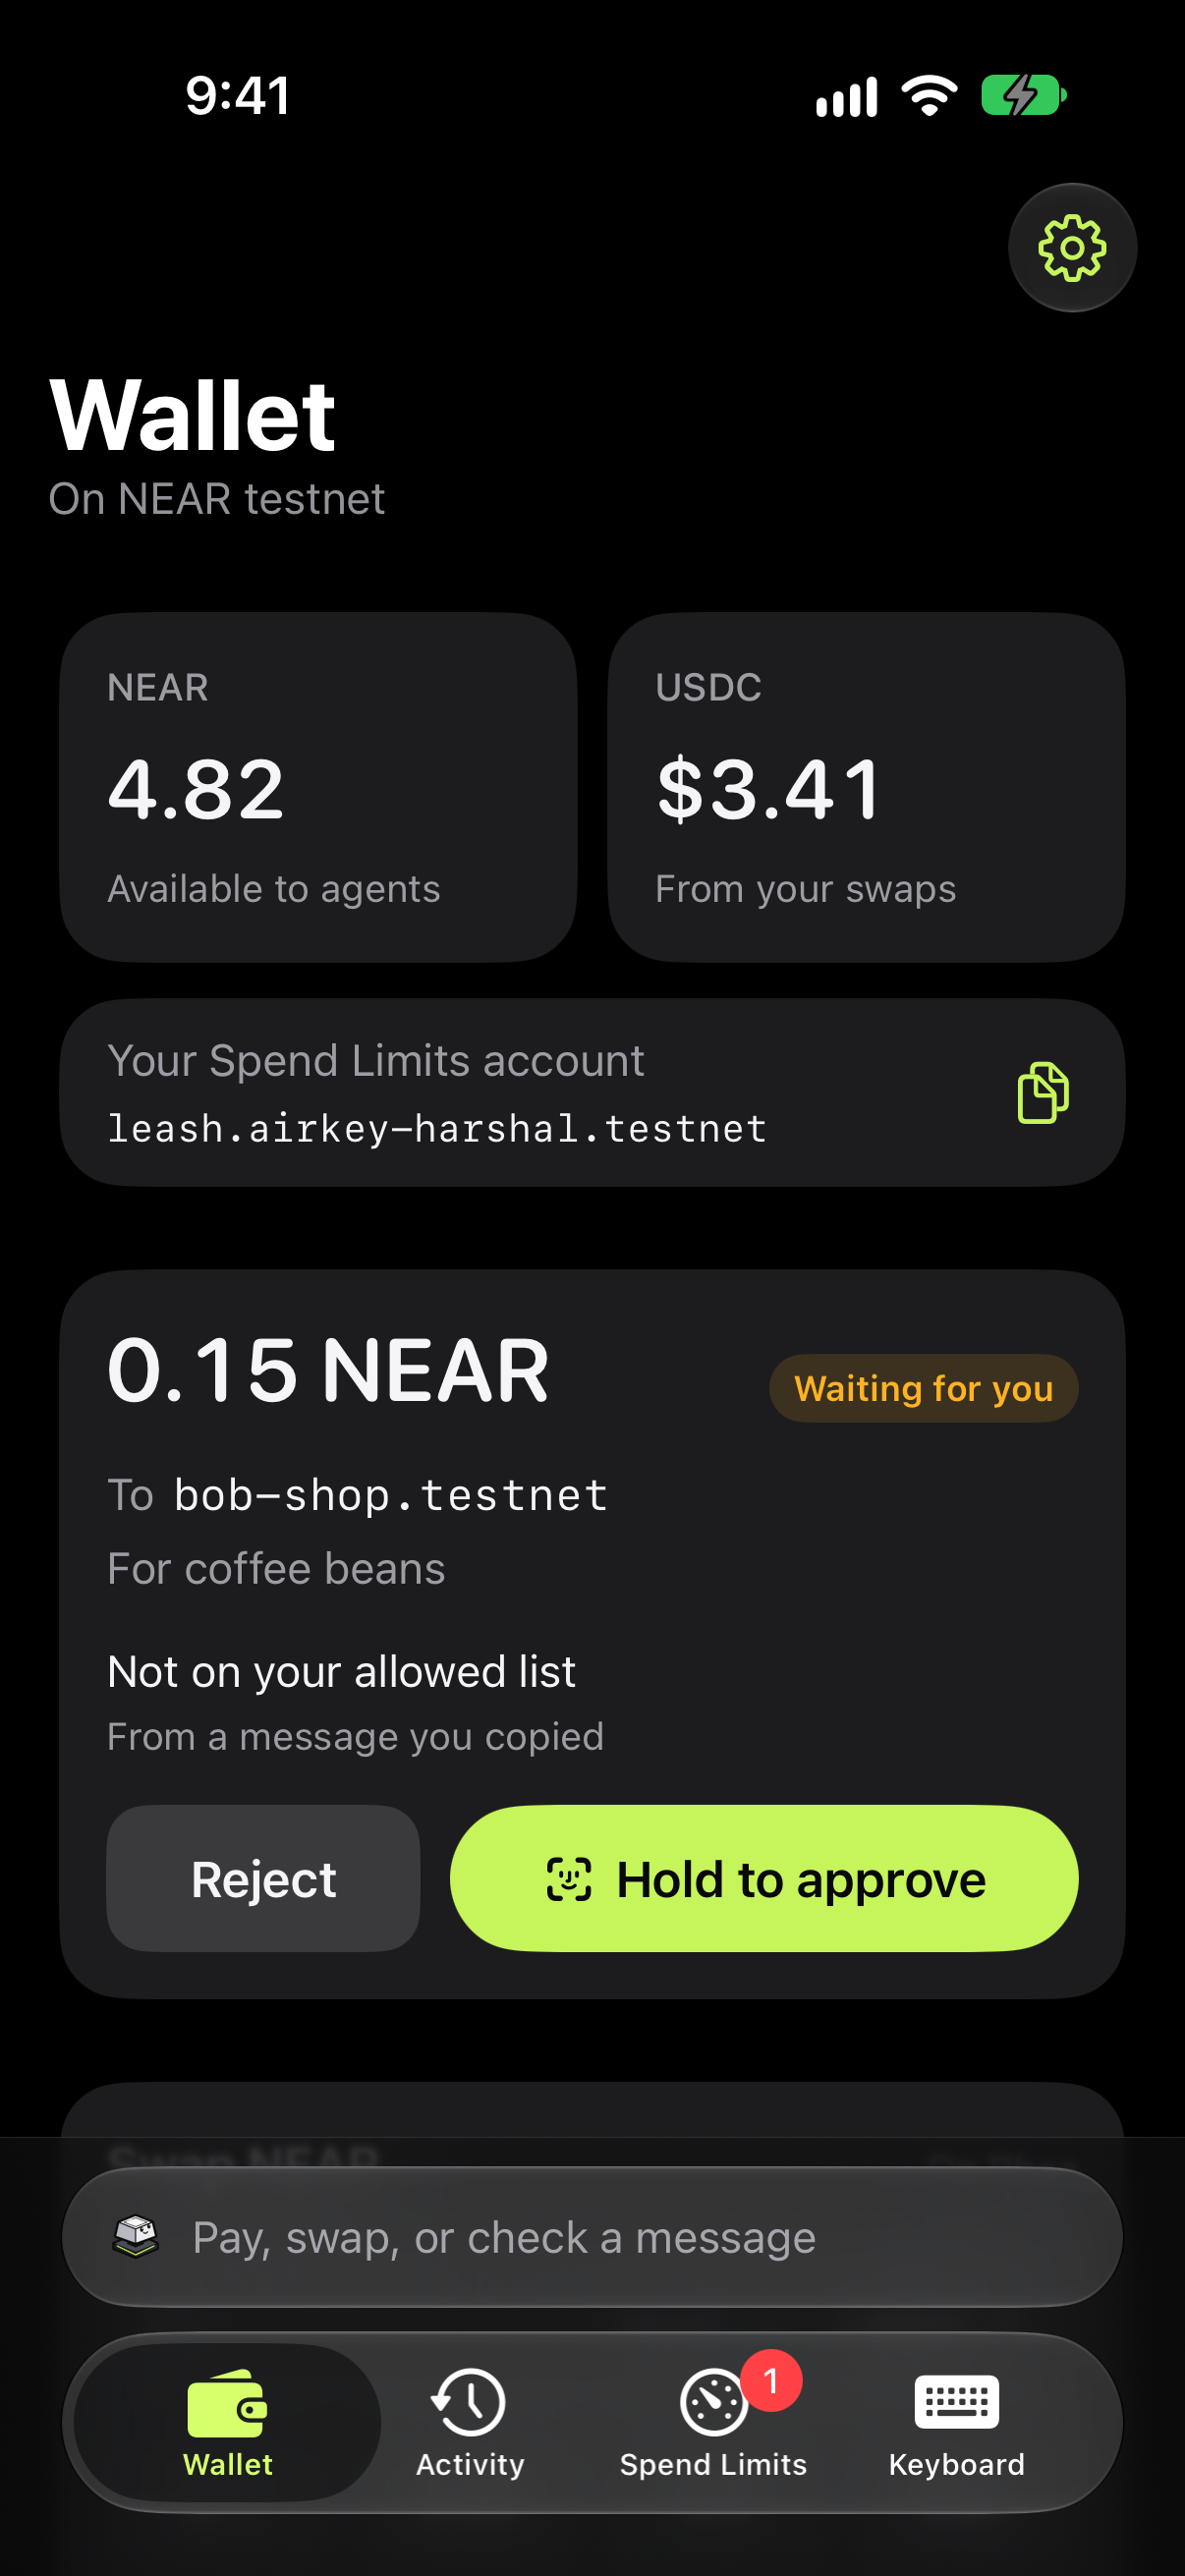 9:41
Wallet
On NEAR testnet
NEAR
4.82
Available to agents
USDC
$3.41
From your swaps
Your Spend Limits account
leash.airkey-harshal.testnet
0.15 NEAR
Waiting for you
To bob-shop.testnet
For coffee beans
Not on your allowed list
From a message you copied
Reject
Hold to approve
Swap NEAR
Pay, swap, or check a message
1
Wallet
Activity
Spend Limits
Keyboard